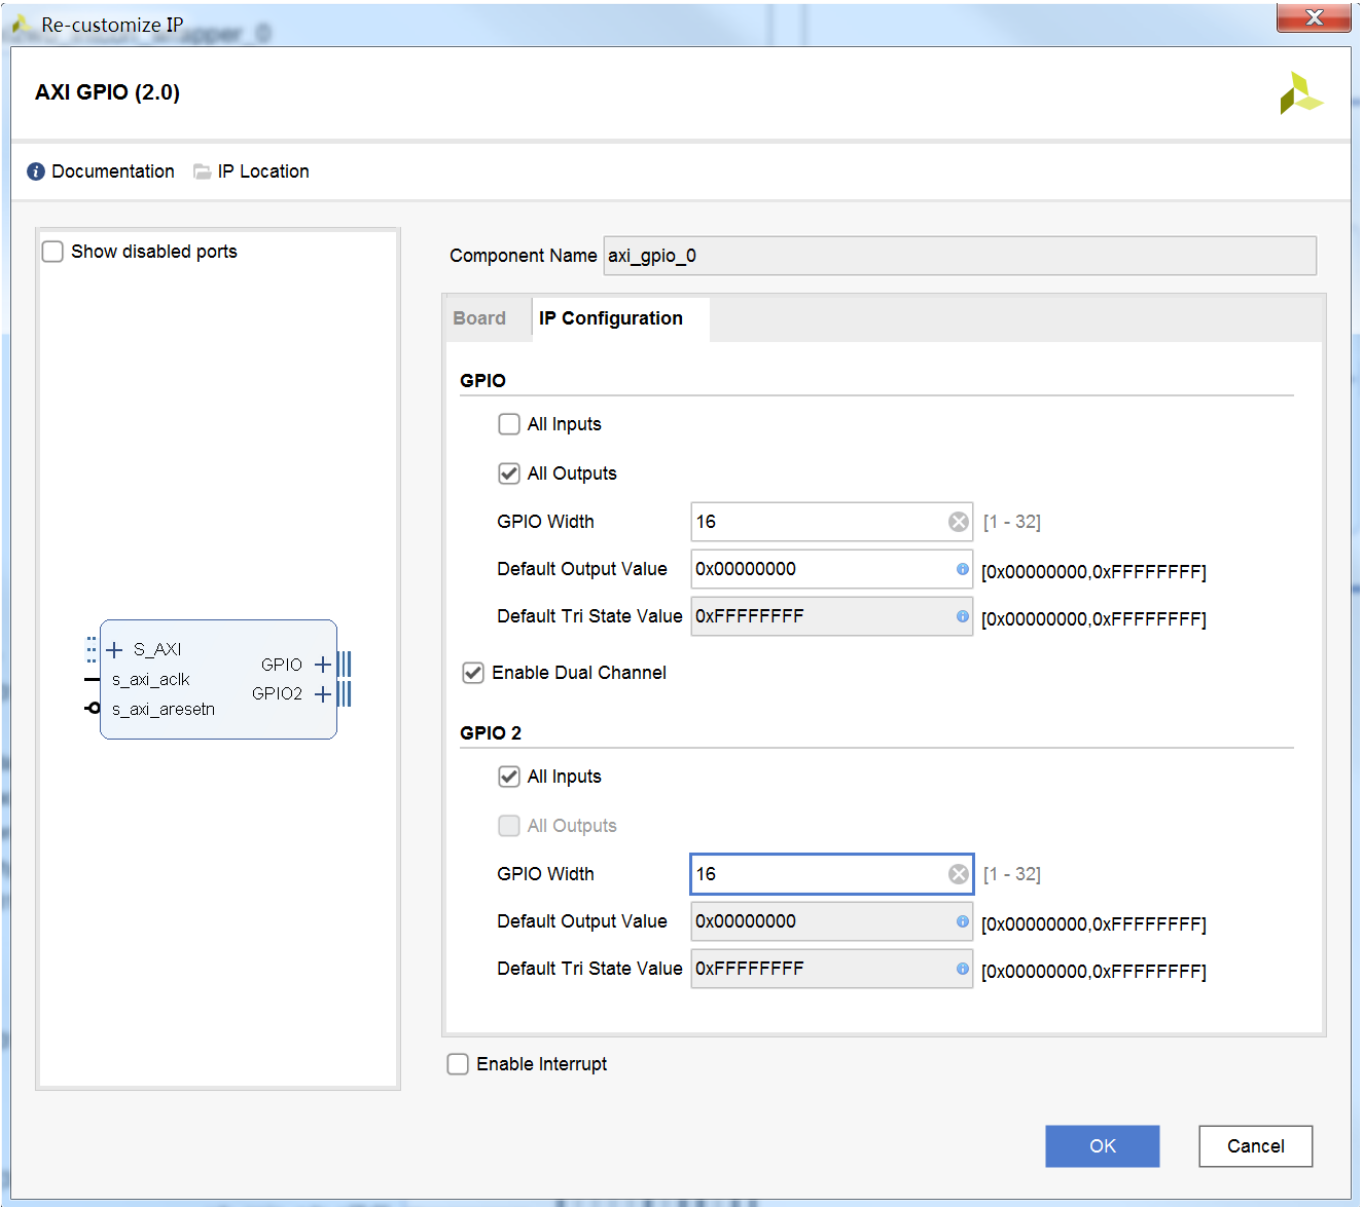 Re-customize IP
AXI GPIO (2.0)
Documentation IP Location
Show disabled ports
S_AXI
s_axi_aclk
s_axi_aresetn
GPIO
GPIO2
Component Name axi_gpio_0
Board IP Configuration
GPIO
All Inputs
All Outputs
GPIO Width 16 [1 - 32]
Default Output Value 0x00000000 [0x00000000,0xFFFFFFFF]
Default Tri State Value 0xFFFFFFFF [0x00000000,0xFFFFFFFF]
Enable Dual Channel
GPIO 2
All Inputs
All Outputs
GPIO Width 16 [1 - 32]
Default Output Value 0x00000000 [0x00000000,0xFFFFFFFF]
Default Tri State Value 0xFFFFFFFF [0x00000000,0xFFFFFFFF]
Enable Interrupt
OK Cancel